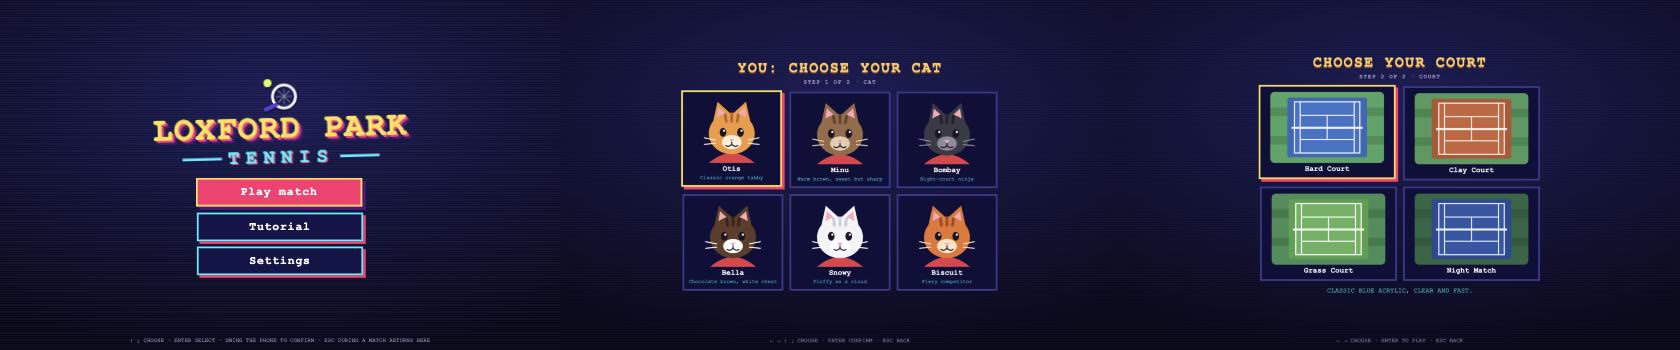 LOXFORD PARK
TENNIS
Play match
Tutorial
Settings
↑ ↓ CHOOSE · ENTER SELECT · SWING THE PHONE TO CONFIRM · ESC DURING A MATCH RETURNS HERE
YOU: CHOOSE YOUR CAT
STEP 1 OF 2 · CAT
Otis
Classic orange tabby
Minu
Warm brown, sweet but sharp
Bombay
Night-court ninja
Bella
Chocolate brown, white chest
Snowy
Fluffy as a cloud
Biscuit
Fiery competitor
← → ↑ ↓ CHOOSE · ENTER CONFIRM · ESC BACK
CHOOSE YOUR COURT
STEP 2 OF 2 · COURT
Hard Court
Clay Court
Grass Court
Night Match
CLASSIC BLUE ACRYLIC, CLEAR AND FAST.
← → CHOOSE · ENTER TO PLAY · ESC BACK